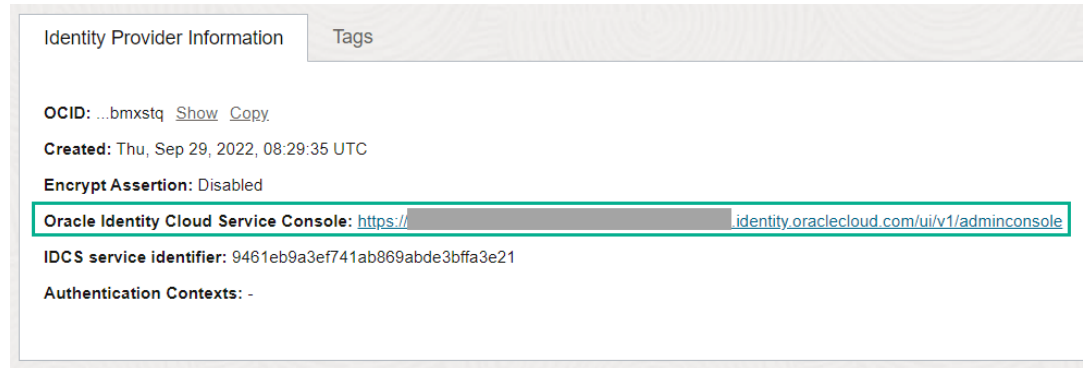 Identity Provider Information Tags
OCID: ...bmxstq Show Copy
Created: Thu, Sep 29, 2022, 08:29:35 UTC
Encrypt Assertion: Disabled
Oracle Identity Cloud Service Console: https:// .identity.oraclecloud.com/ui/v1/adminconsole
IDCS service identifier: 9461eb9a3ef741ab869abde3bffa3e21
Authentication Contexts: -